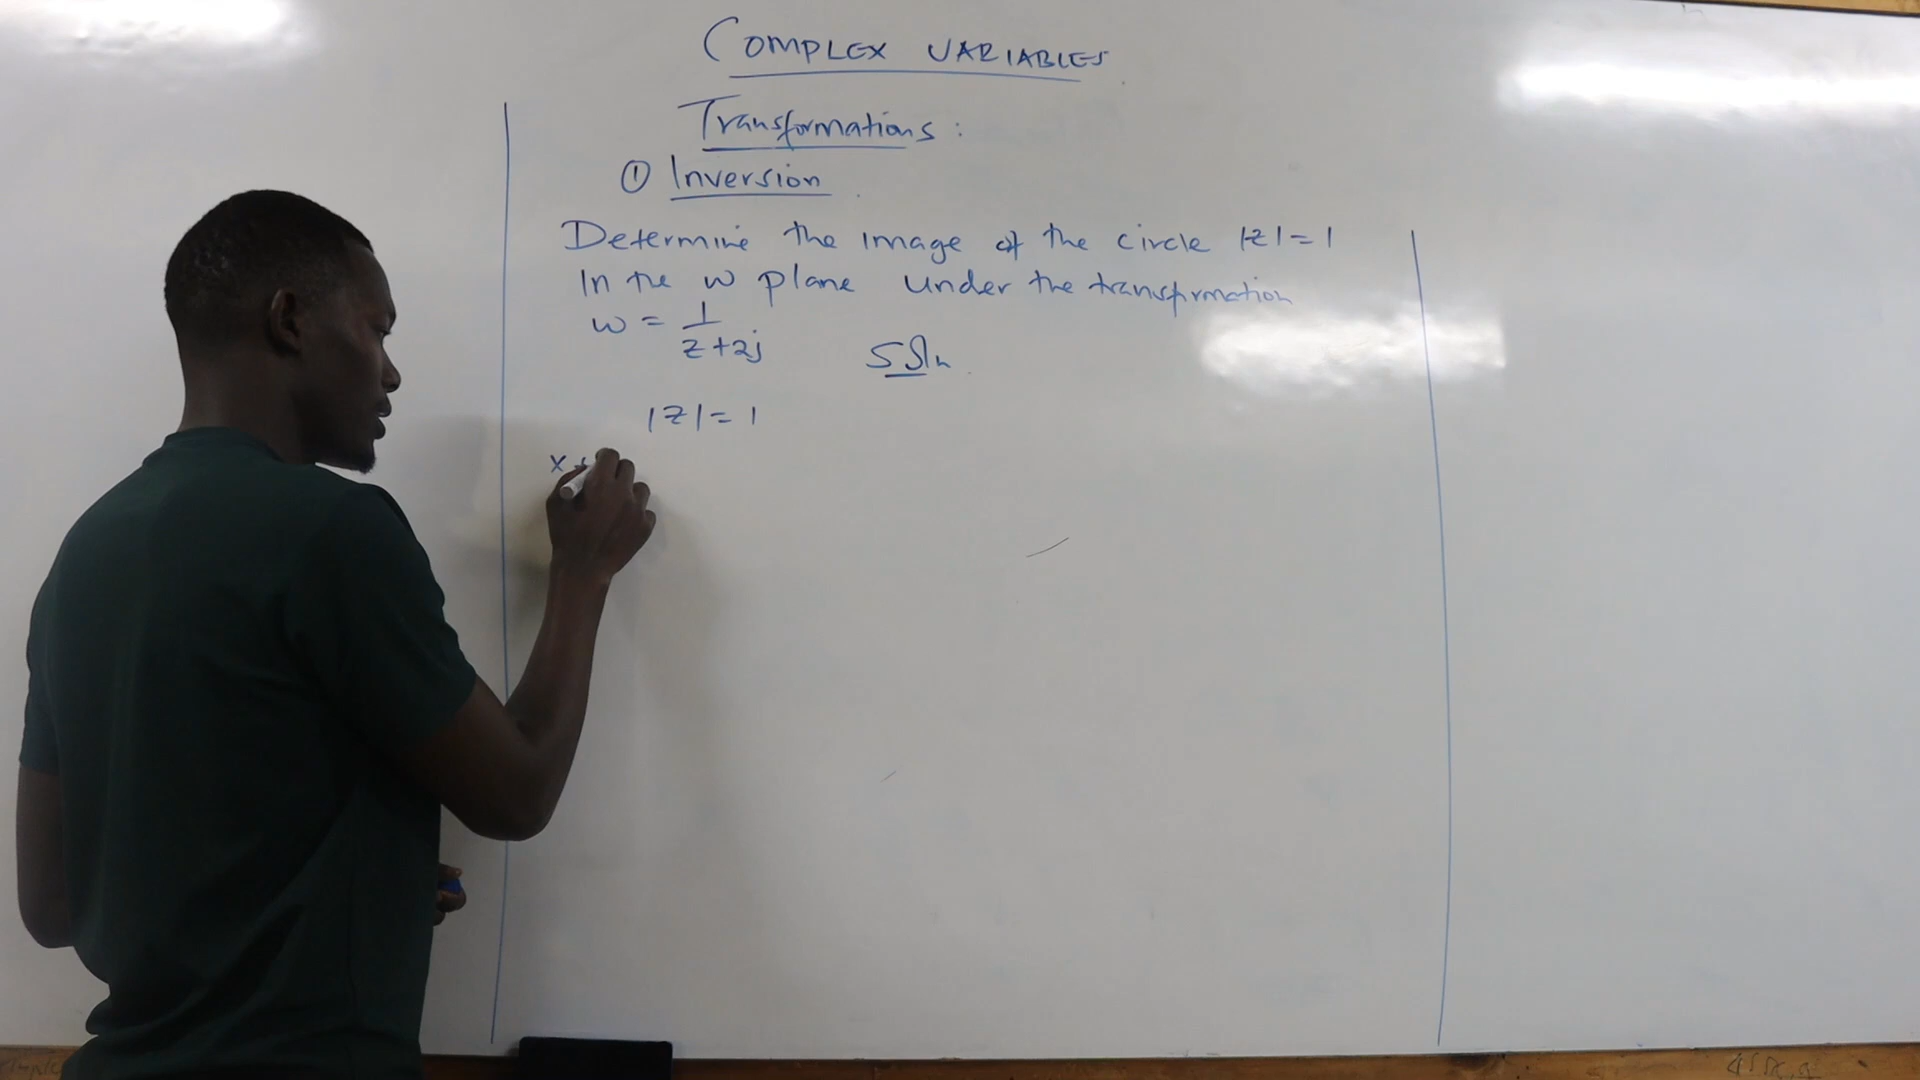 COMPLEX VARIABLES
Transformations:
① Inversion
Determine the image of the circle |z| = 1
In the w plane under the transformation
w = 1/(z+2j)
Soln
|z| = 1
x +